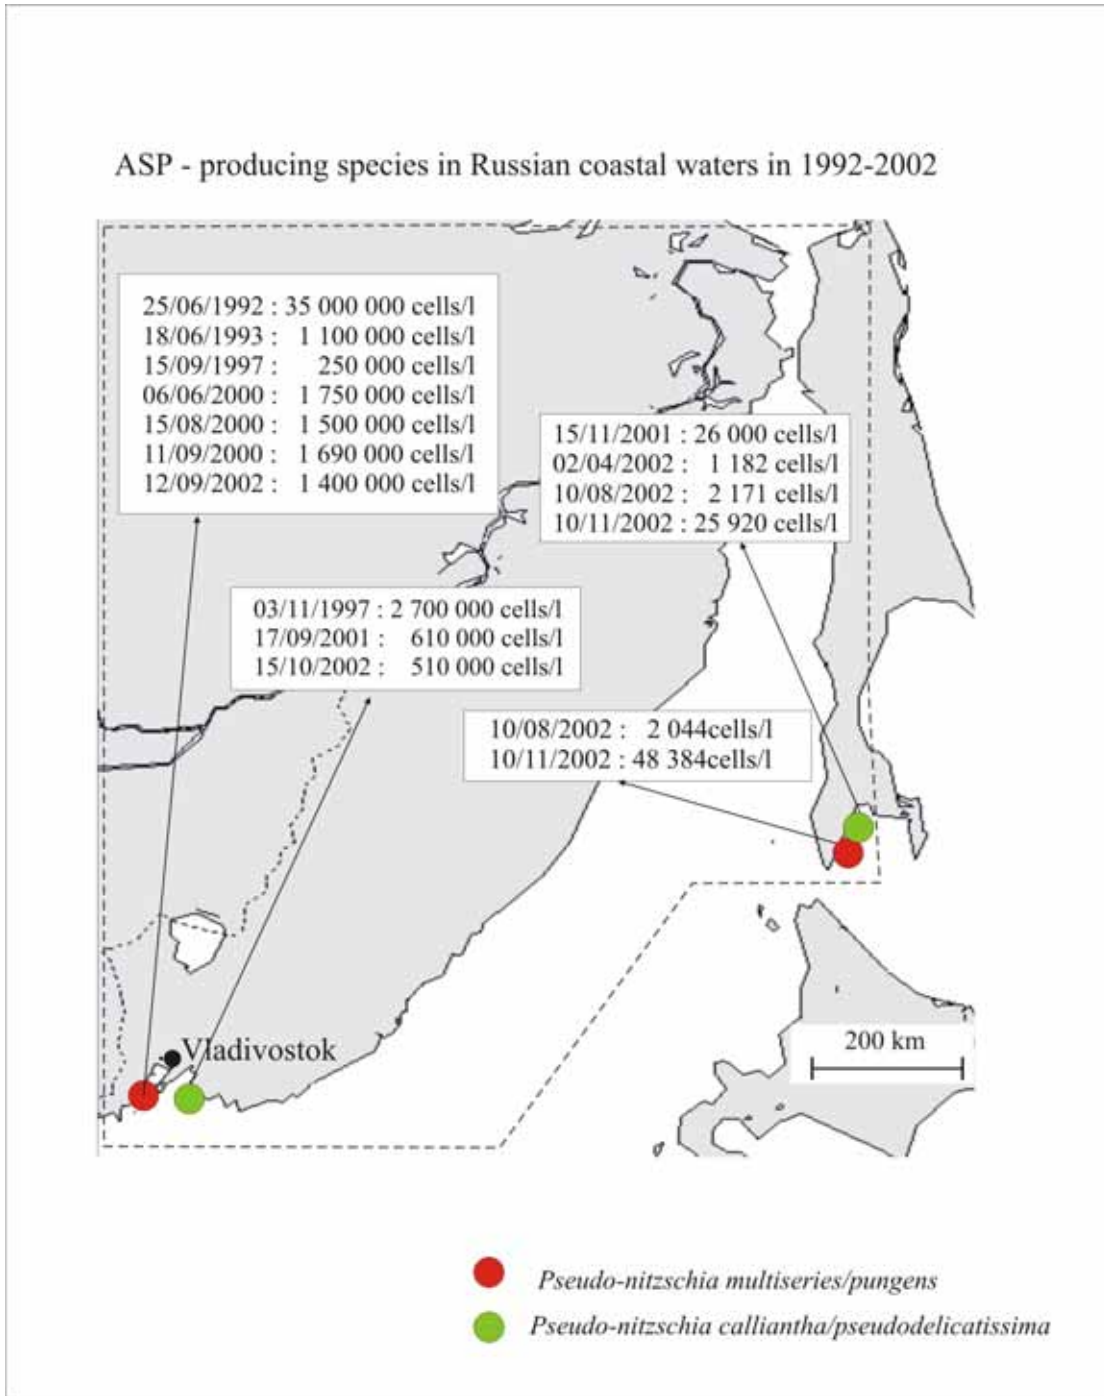 ASP - producing species in Russian coastal waters in 1992-2002
25/06/1992 : 35 000 000 cells/l
18/06/1993 : 1 100 000 cells/l
15/09/1997 : 250 000 cells/l
06/06/2000 : 1 750 000 cells/l
15/08/2000 : 1 500 000 cells/l
11/09/2000 : 1 690 000 cells/l
12/09/2002 : 1 400 000 cells/l
15/11/2001 : 26 000 cells/l
02/04/2002 : 1 182 cells/l
10/08/2002 : 2 171 cells/l
10/11/2002 : 25 920 cells/l
03/11/1997 : 2 700 000 cells/l
17/09/2001 : 610 000 cells/l
15/10/2002 : 510 000 cells/l
10/08/2002 : 2 044cells/l
10/11/2002 : 48 384cells/l
Vladivostok
200 km
Pseudo-nitzschia multiseries/pungens
Pseudo-nitzschia calliantha/pseudodelicatissima